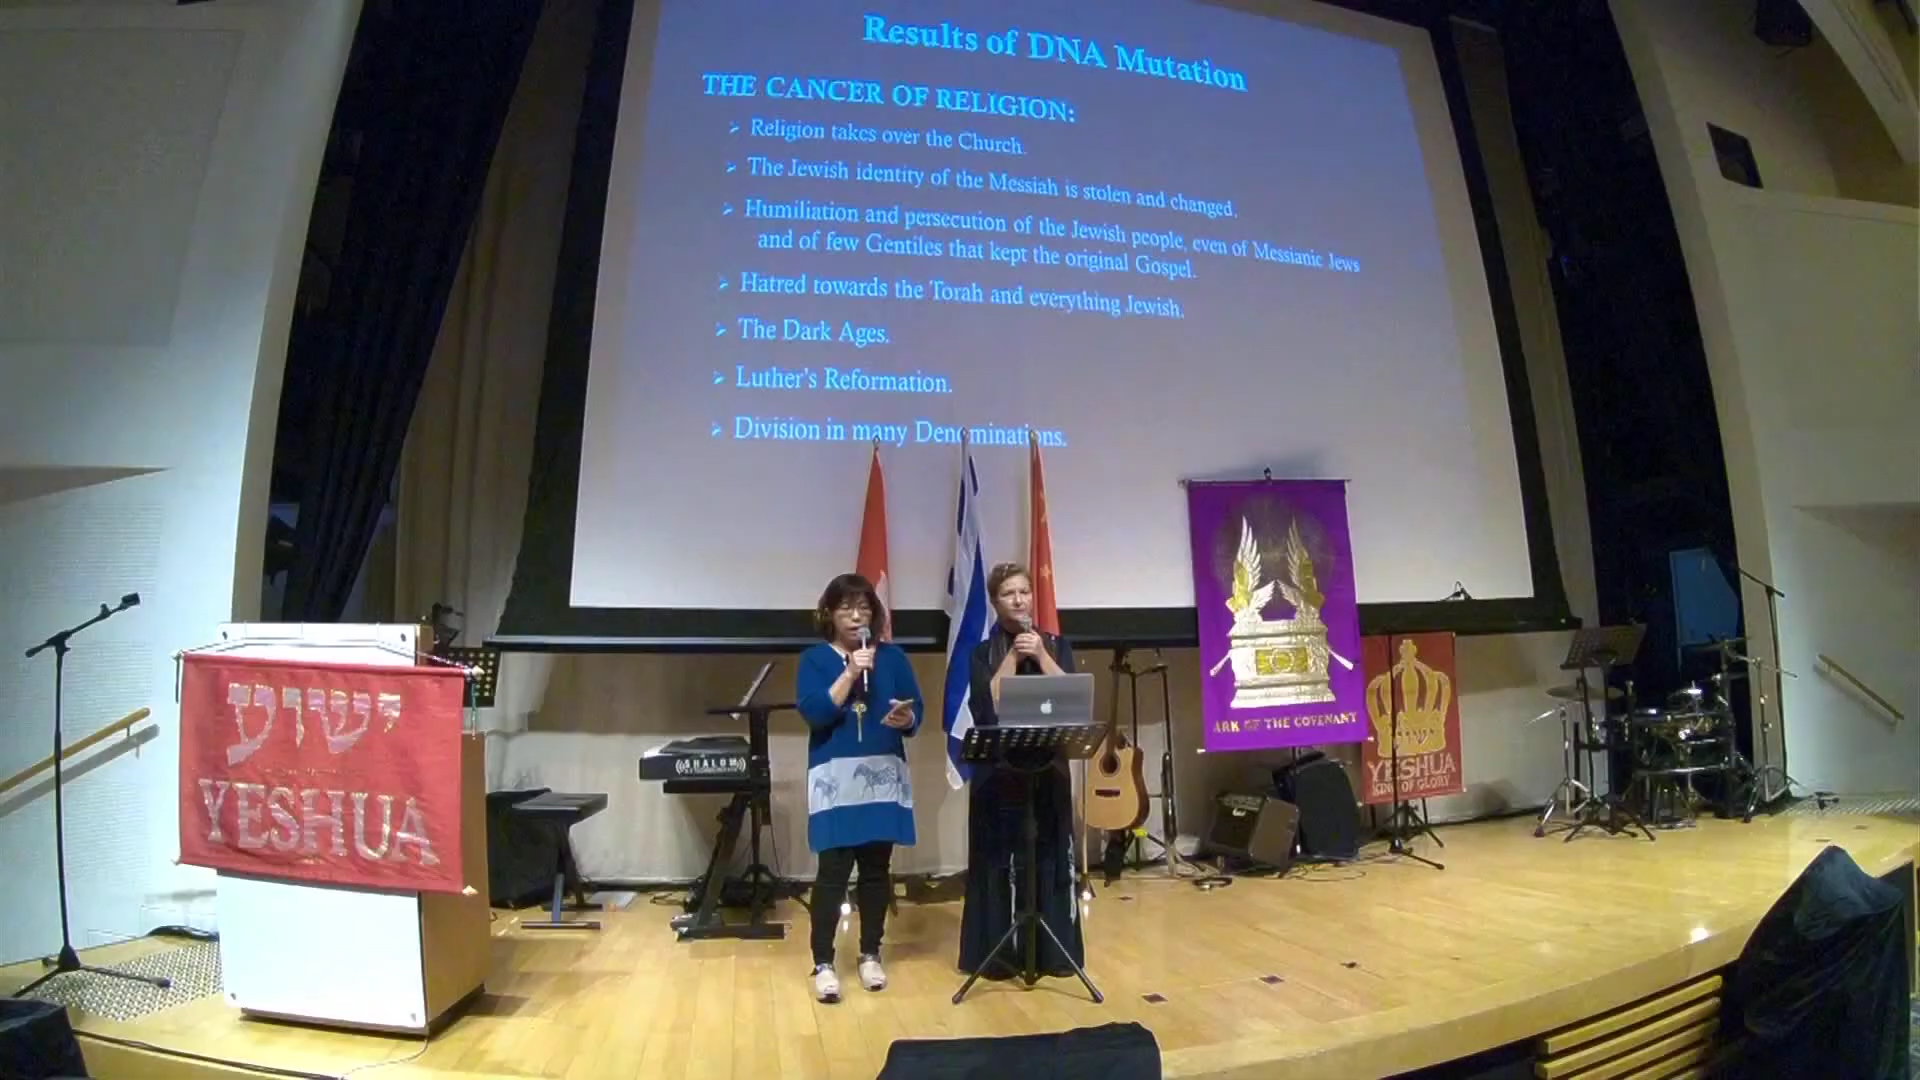 Results of DNA Mutation
THE CANCER OF RELIGION:
➢ Religion takes over the Church.
➢ The Jewish identity of the Messiah is stolen and changed.
➢ Humiliation and persecution of the Jewish people, even of Messianic Jews
and of few Gentiles that kept the original Gospel.
➢ Hatred towards the Torah and everything Jewish.
➢ The Dark Ages.
➢ Luther's Reformation.
➢ Division in many Denominations.
ישוע
YESHUA
SHALOM
ARK OF THE COVENANT
ישוע
YESHUA
KING OF GLORY